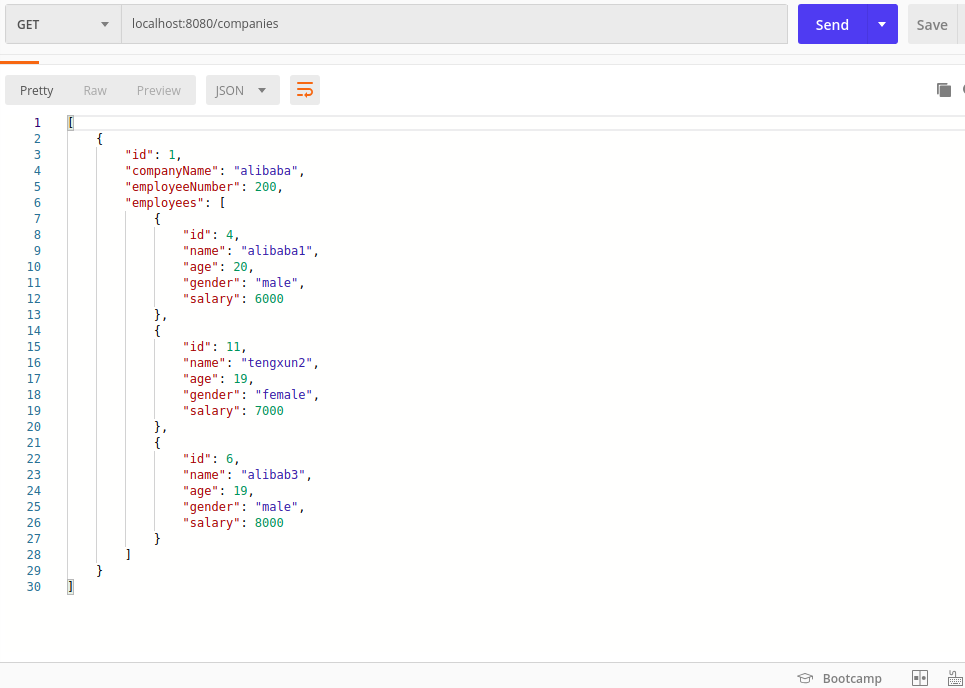 GET localhost:8080/companies Send Save
Pretty Raw Preview JSON
1 [
2 {
3 "id": 1,
4 "companyName": "alibaba",
5 "employeeNumber": 200,
6 "employees": [
7 {
8 "id": 4,
9 "name": "alibaba1",
10 "age": 20,
11 "gender": "male",
12 "salary": 6000
13 },
14 {
15 "id": 11,
16 "name": "tengxun2",
17 "age": 19,
18 "gender": "female",
19 "salary": 7000
20 },
21 {
22 "id": 6,
23 "name": "alibab3",
24 "age": 19,
25 "gender": "male",
26 "salary": 8000
27 }
28 ]
29 }
30 ]
Bootcamp